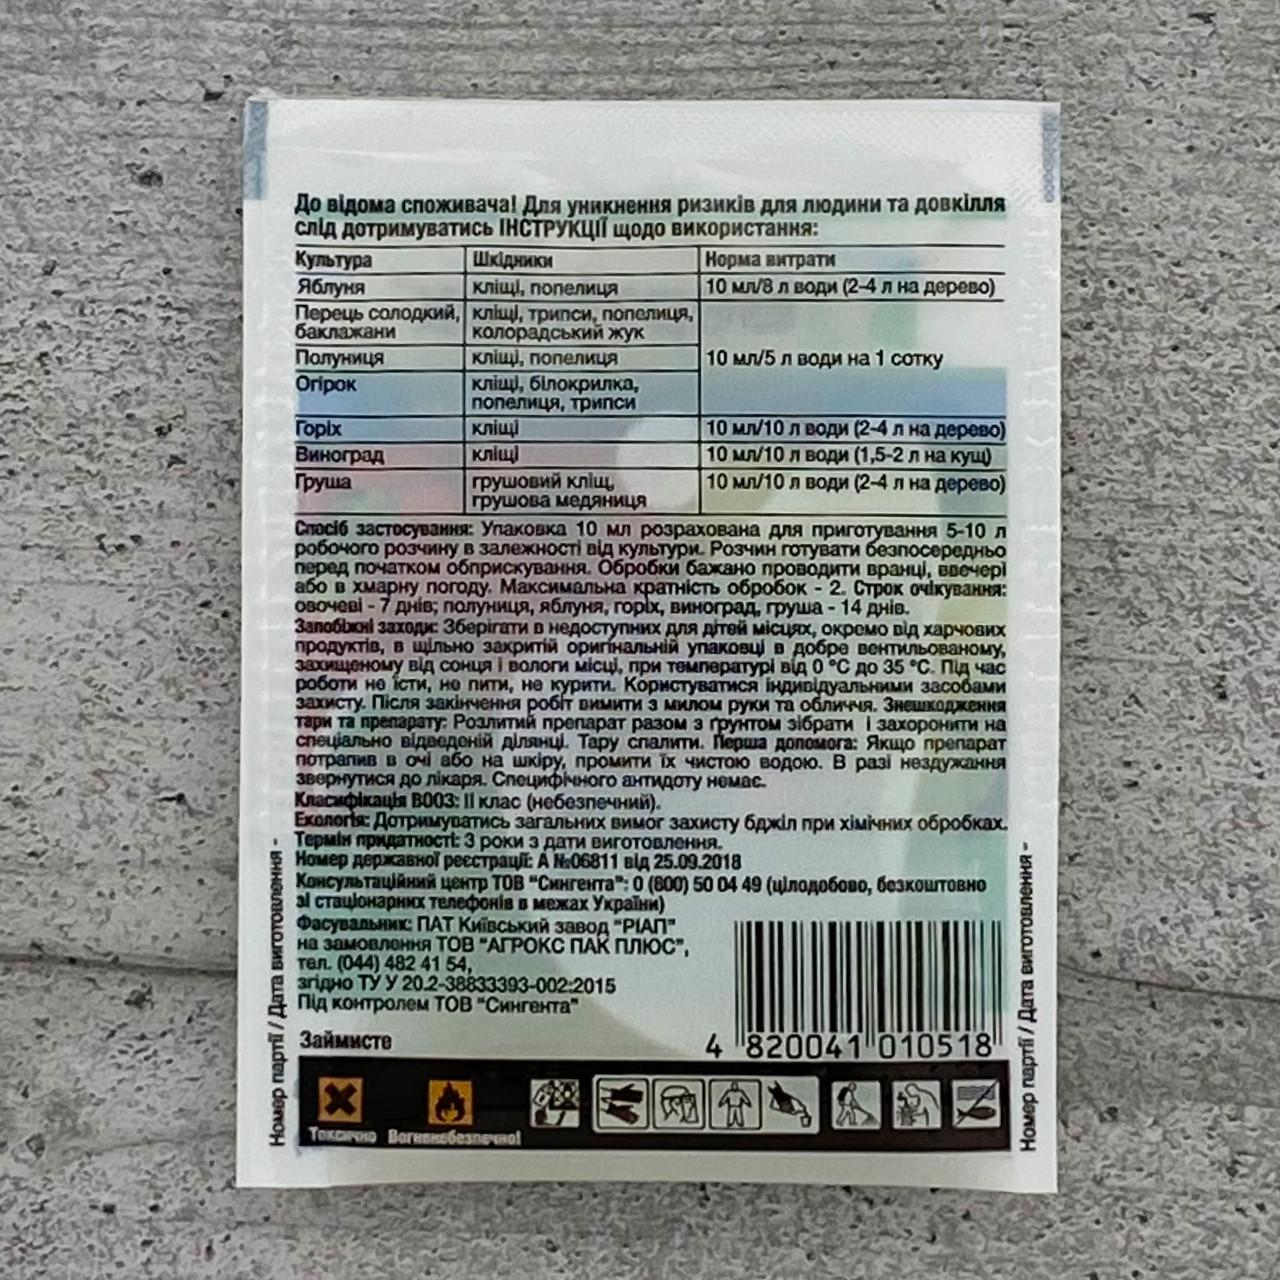 До відома споживача! Для уникнення ризиків для людини та довкілля
слід дотримуватись ІНСТРУКЦІЇ щодо використання:
Культура Шкідники Норма витрати
Яблуня кліщі, попелиця 10 мл/8 л води (2-4 л на дерево)
Перець солодкий, кліщі, трипси, попелиця,
баклажани колорадський жук
Полуниця кліщі, попелиця 10 мл/5 л води на 1 сотку
Огірок кліщі, білокрилка,
попелиця, трипси
Горіх кліщі 10 мл/10 л води (2-4 л на дерево)
Виноград кліщі 10 мл/10 л води (1,5-2 л на кущ)
Груша грушовий кліщ, 10 мл/10 л води (2-4 л на дерево)
грушова медяниця
Спосіб застосування: Упаковка 10 мл розрахована для приготування 5-10 л
робочого розчину в залежності від культури. Розчин готувати безпосередньо
перед початком обприскування. Обробки бажано проводити вранці, ввечері
або в хмарну погоду. Максимальна кратність обробок - 2. Строк очікування:
овочеві - 7 днів; полуниця, яблуня, горіх, виноград, груша - 14 днів.
Запобіжні заходи: Зберігати в недоступних для дітей місцях, окремо від харчових
продуктів, в щільно закритій оригінальній упаковці в добре вентильованому,
захищеному від сонця і вологи місці, при температурі від 0 °С до 35 °С. Під час
роботи не їсти, не пити, не курити. Користуватися індивідуальними засобами
захисту. Після закінчення робіт вимити з милом руки та обличчя. Знешкодження
тари та препарату: Розлитий препарат разом з ґрунтом зібрати і захоронити на
спеціально відведеній ділянці. Тару спалити. Перша допомога: Якщо препарат
потрапив в очі або на шкіру, промити їх чистою водою. В разі нездужання
звернутися до лікаря. Специфічного антидоту немає.
Класифікація ВООЗ: ІІ клас (небезпечний).
Екологія: Дотримуватись загальних вимог захисту бджіл при хімічних обробках.
Термін придатності: 3 роки з дати виготовлення.
Номер державної реєстрації: А №06811 від 25.09.2018
Консультаційний центр ТОВ "Сингента": 0 (800) 50 04 49 (цілодобово, безкоштовно
зі стаціонарних телефонів в межах України)
Фасувальник: ПАТ Київський завод "РІАП"
на замовлення ТОВ "АГРОКС ПАК ПЛЮС",
тел. (044) 482 41 54,
згідно ТУ У 20.2-38833393-002:2015
Під контролем ТОВ "Сингента"
Займисте
4 820041 010518
Токсично Вогненебезпечно!
Номер партії / Дата виготовлення -
Номер партії / Дата виготовлення -